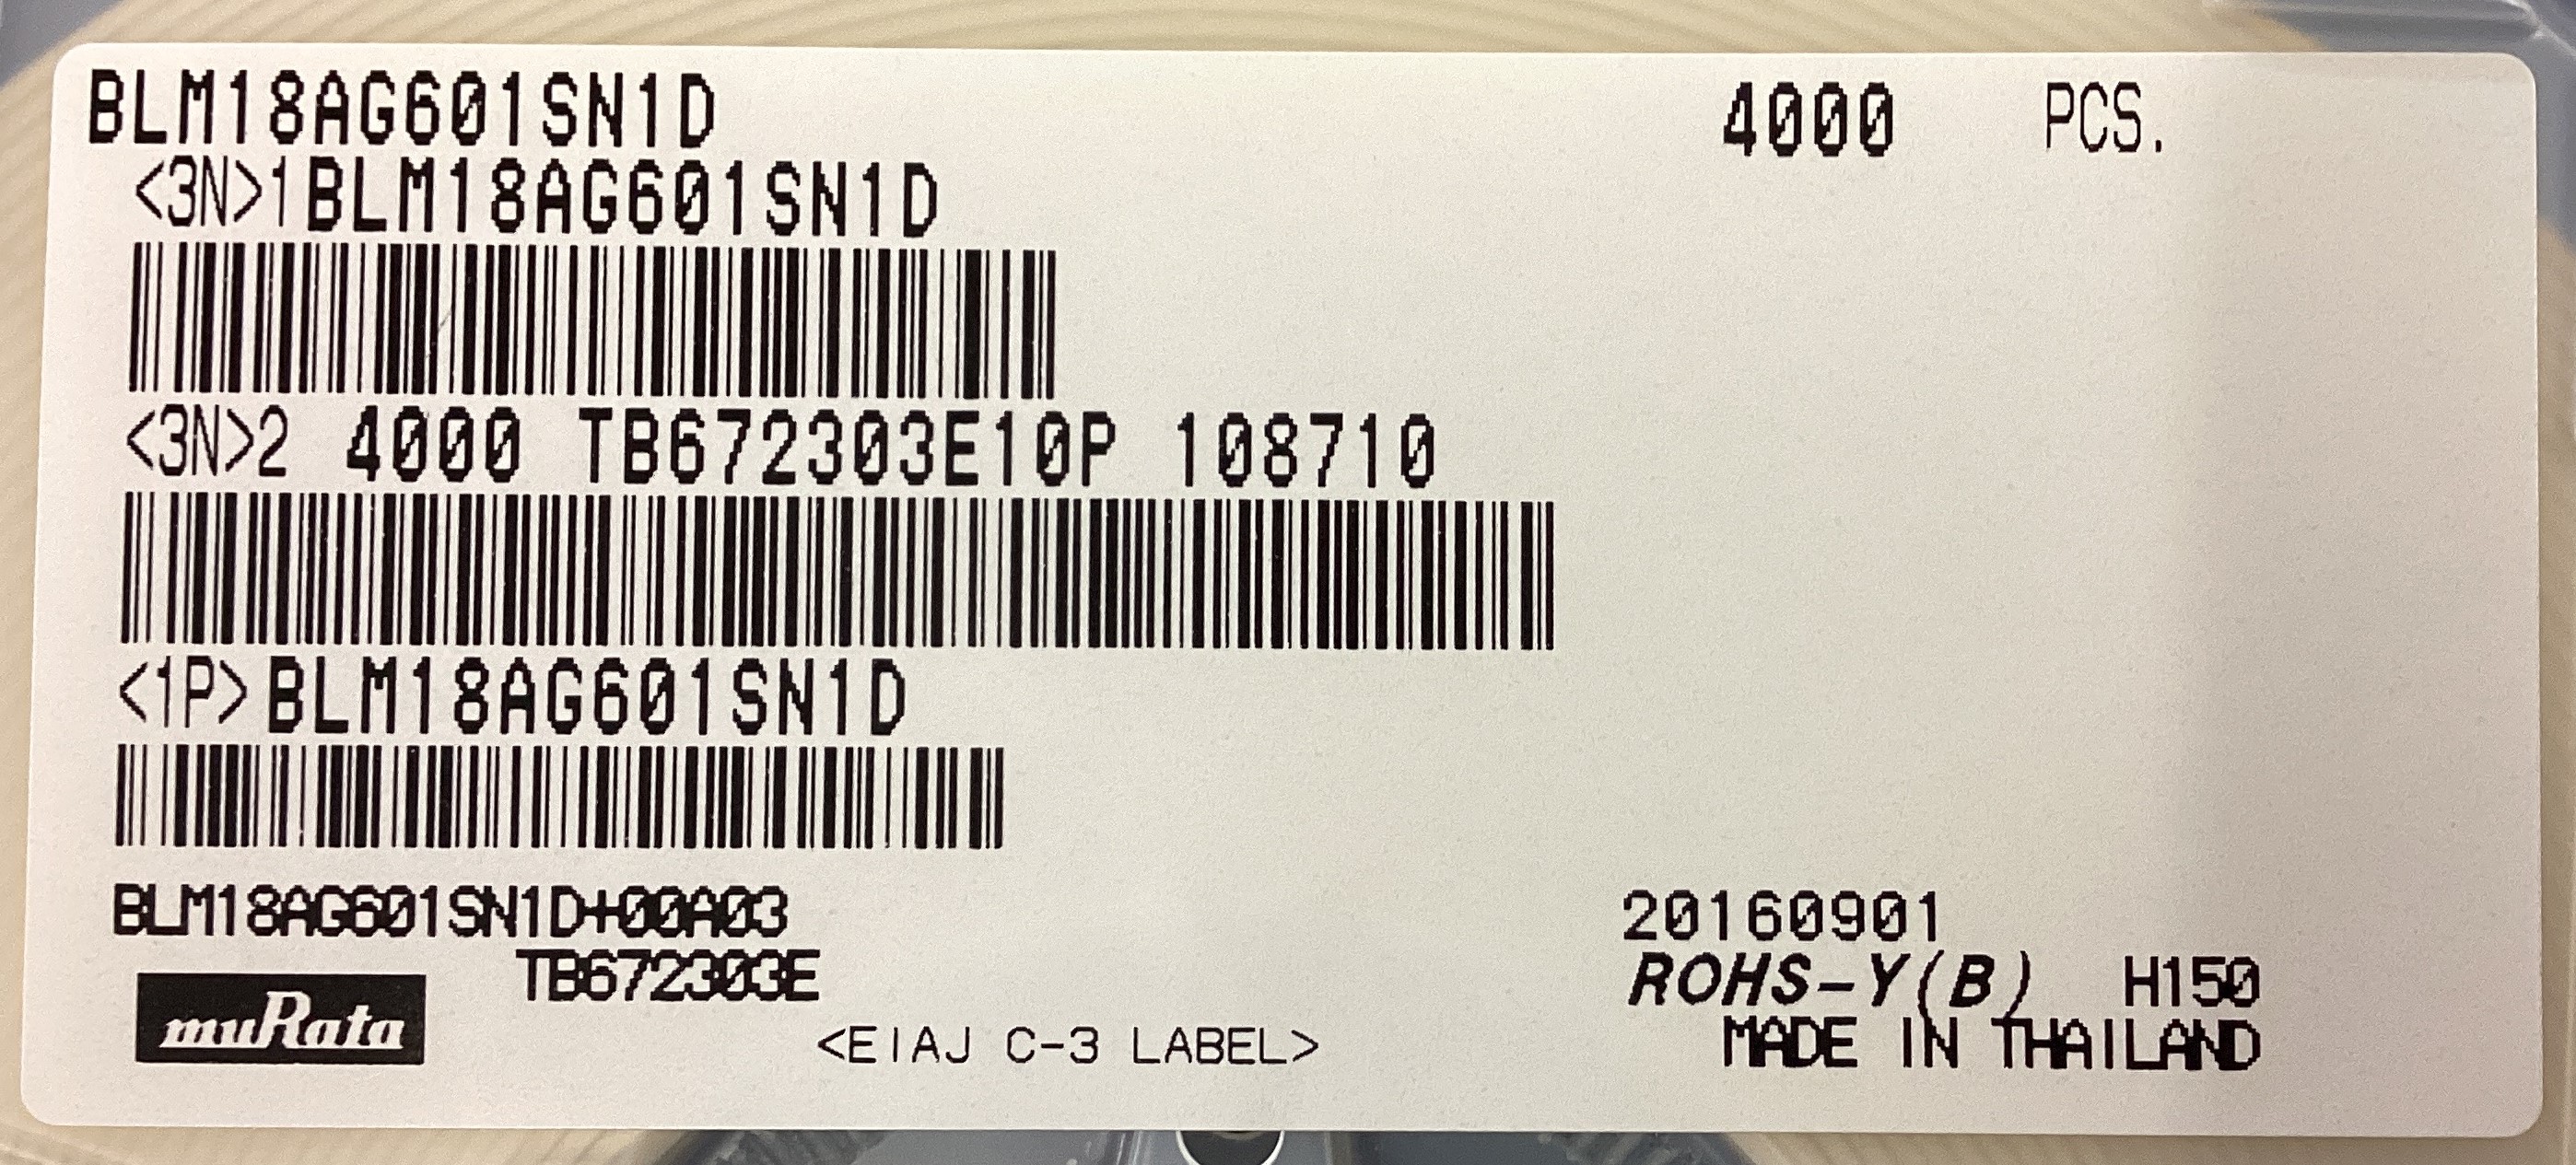 BLM18AG601SN1D 4000 PCS.
<3N>1BLM18AG601SN1D
<3N>2 4000 TB672303E10P 108710
<1P>BLM18AG601SN1D
BLM18AG601SN1D+00A03 20160901
TB672303E ROHS-Y(B) H150
muRata <EIAJ C-3 LABEL> MADE IN THAILAND